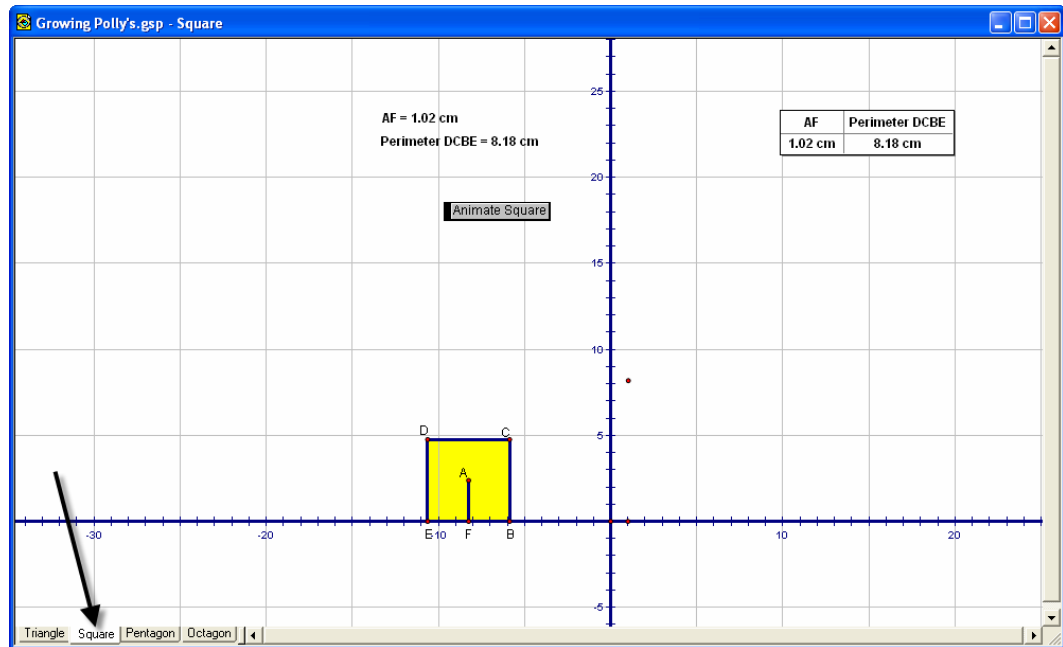 Growing Polly's.gsp - Square
25
AF = 1.02 cm
Perimeter DCBE = 8.18 cm
AF Perimeter DCBE
1.02 cm 8.18 cm
20
Animate Square
15
10
D C
5
A
-30 -20 E -10 F B 10 20
-5
Triangle Square Pentagon Octagon